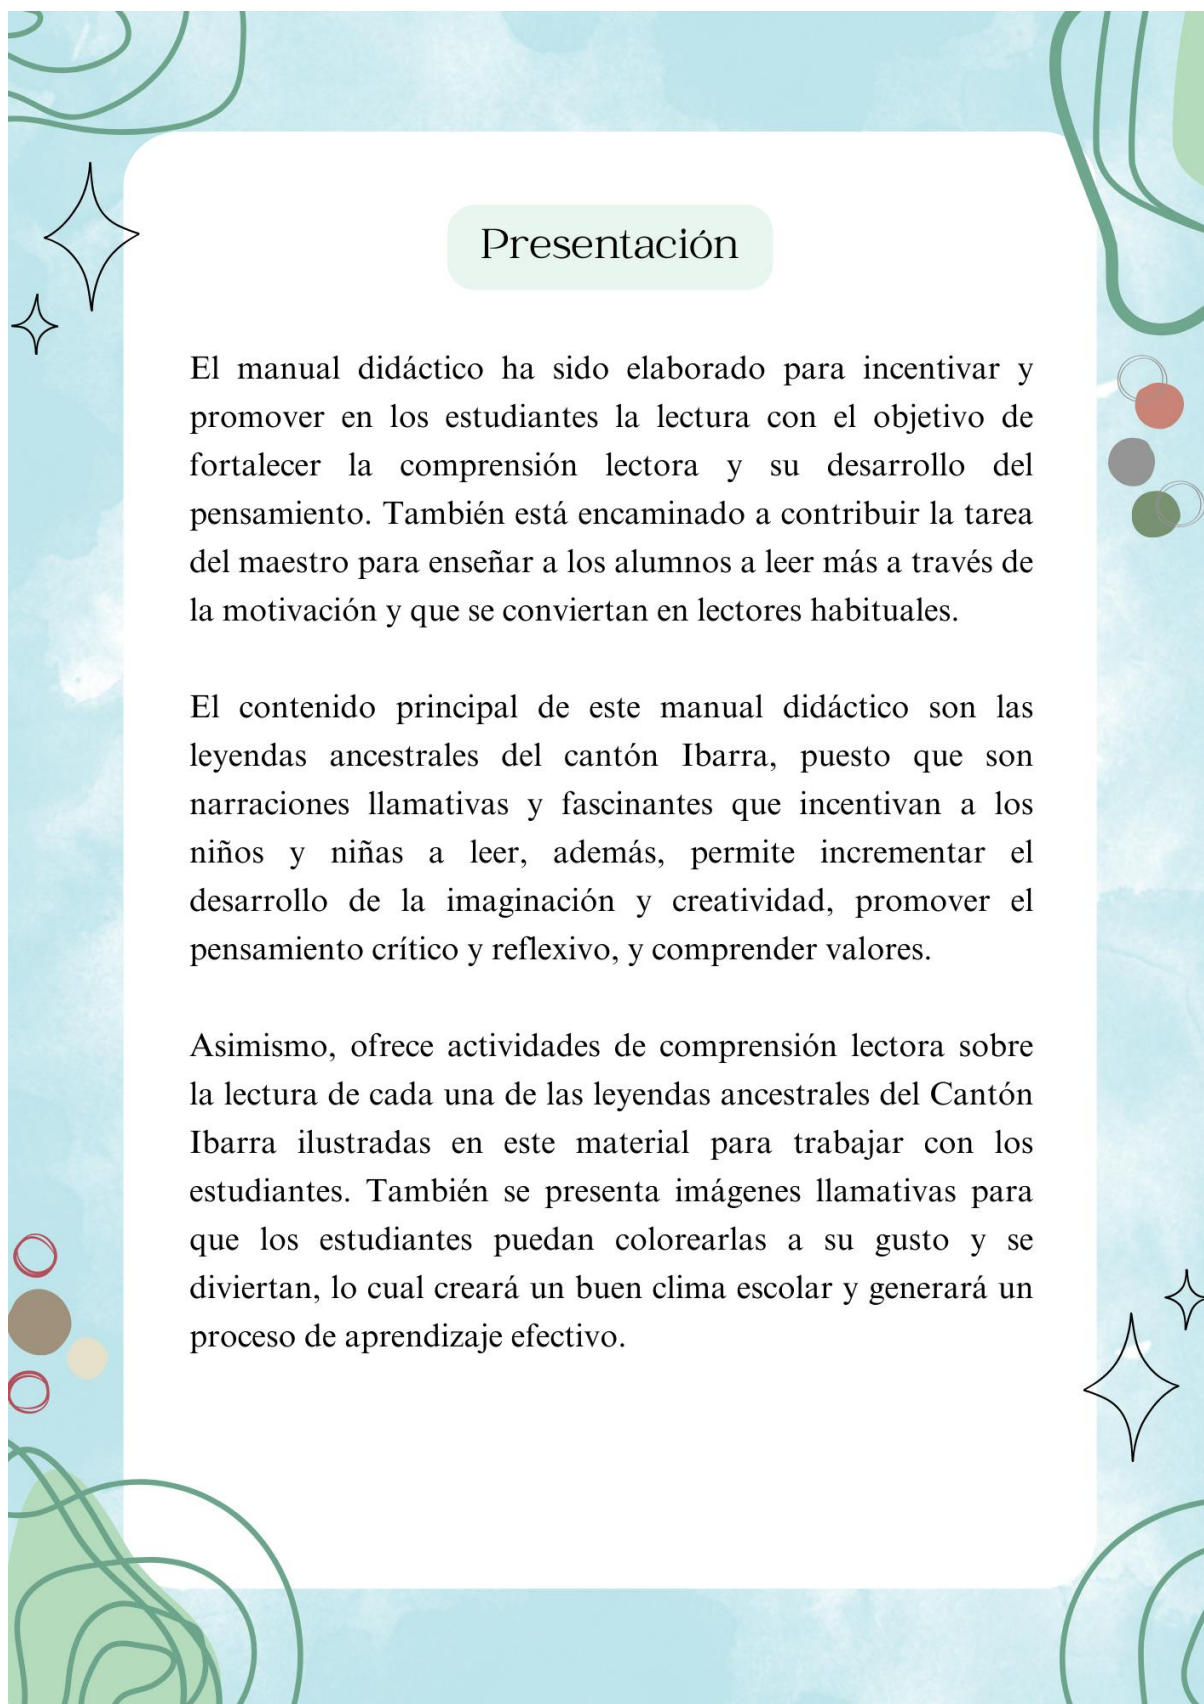 Presentación
El manual didáctico ha sido elaborado para incentivar y
promover en los estudiantes la lectura con el objetivo de
fortalecer la comprensión lectora y su desarrollo del
pensamiento. También está encaminado a contribuir la tarea
del maestro para enseñar a los alumnos a leer más a través de
la motivación y que se conviertan en lectores habituales.
El contenido principal de este manual didáctico son las
leyendas ancestrales del cantón Ibarra, puesto que son
narraciones llamativas y fascinantes que incentivan a los
niños y niñas a leer, además, permite incrementar el
desarrollo de la imaginación y creatividad, promover el
pensamiento crítico y reflexivo, y comprender valores.
Asimismo, ofrece actividades de comprensión lectora sobre
la lectura de cada una de las leyendas ancestrales del Cantón
Ibarra ilustradas en este material para trabajar con los
estudiantes. También se presenta imágenes llamativas para
que los estudiantes puedan colorearlas a su gusto y se
diviertan, lo cual creará un buen clima escolar y generará un
proceso de aprendizaje efectivo.